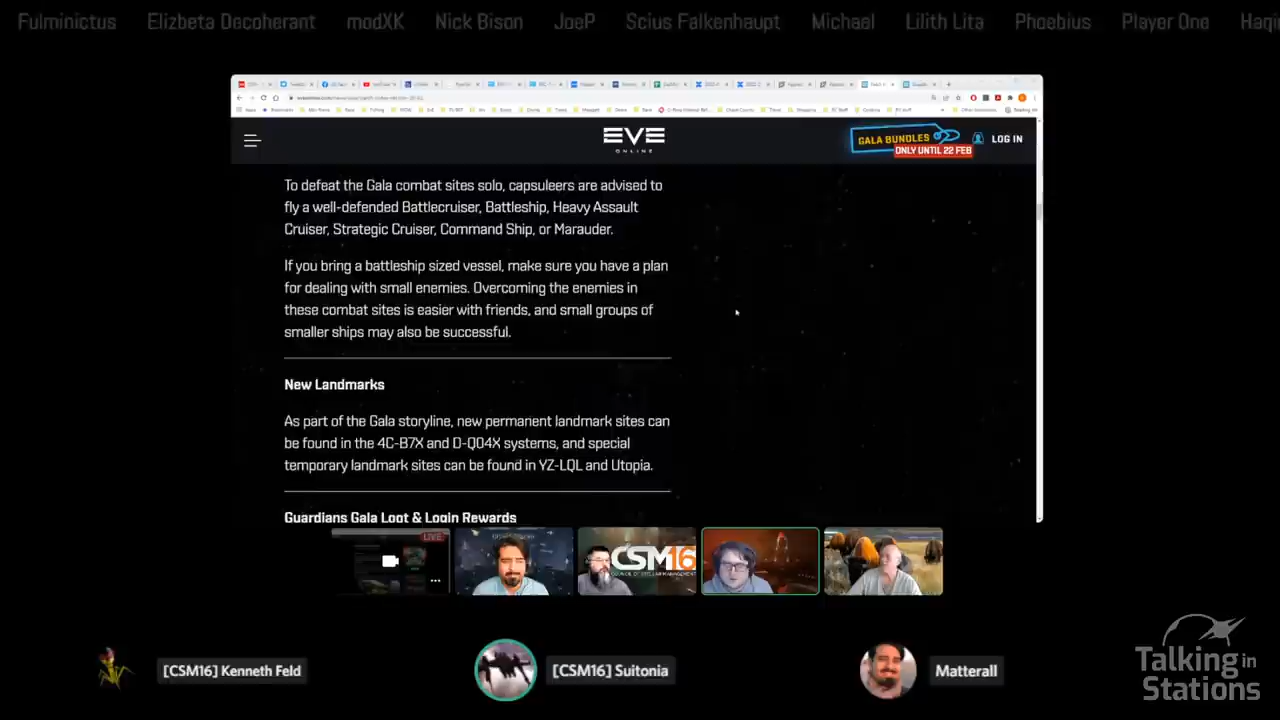 Fulminictus Elizbeta Decoherant modXK Nick Bison JoeP Scius Falkenhaupt Michael Lilith Lita Phoebius Player One
EVE
ONLINE
GALA BUNDLES
ONLY UNTIL 22 FEB
LOG IN
To defeat the Gala combat sites solo, capsuleers are advised to
fly a well-defended Battlecruiser, Battleship, Heavy Assault
Cruiser, Strategic Cruiser, Command Ship, or Marauder.
If you bring a battleship sized vessel, make sure you have a plan
for dealing with small enemies. Overcoming the enemies in
these combat sites is easier with friends, and small groups of
smaller ships may also be successful.
New Landmarks
As part of the Gala storyline, new permanent landmark sites can
be found in the 4C-B7X and D-Q04X systems, and special
temporary landmark sites can be found in YZ-LQL and Utopia.
Guardians Gala Loot & Login Rewards
LIVE
CSM16
COUNCIL OF STELLAR MANAGEMENT
[CSM16] Kenneth Feld
[CSM16] Suitonia
Matterall
Talking in
Stations